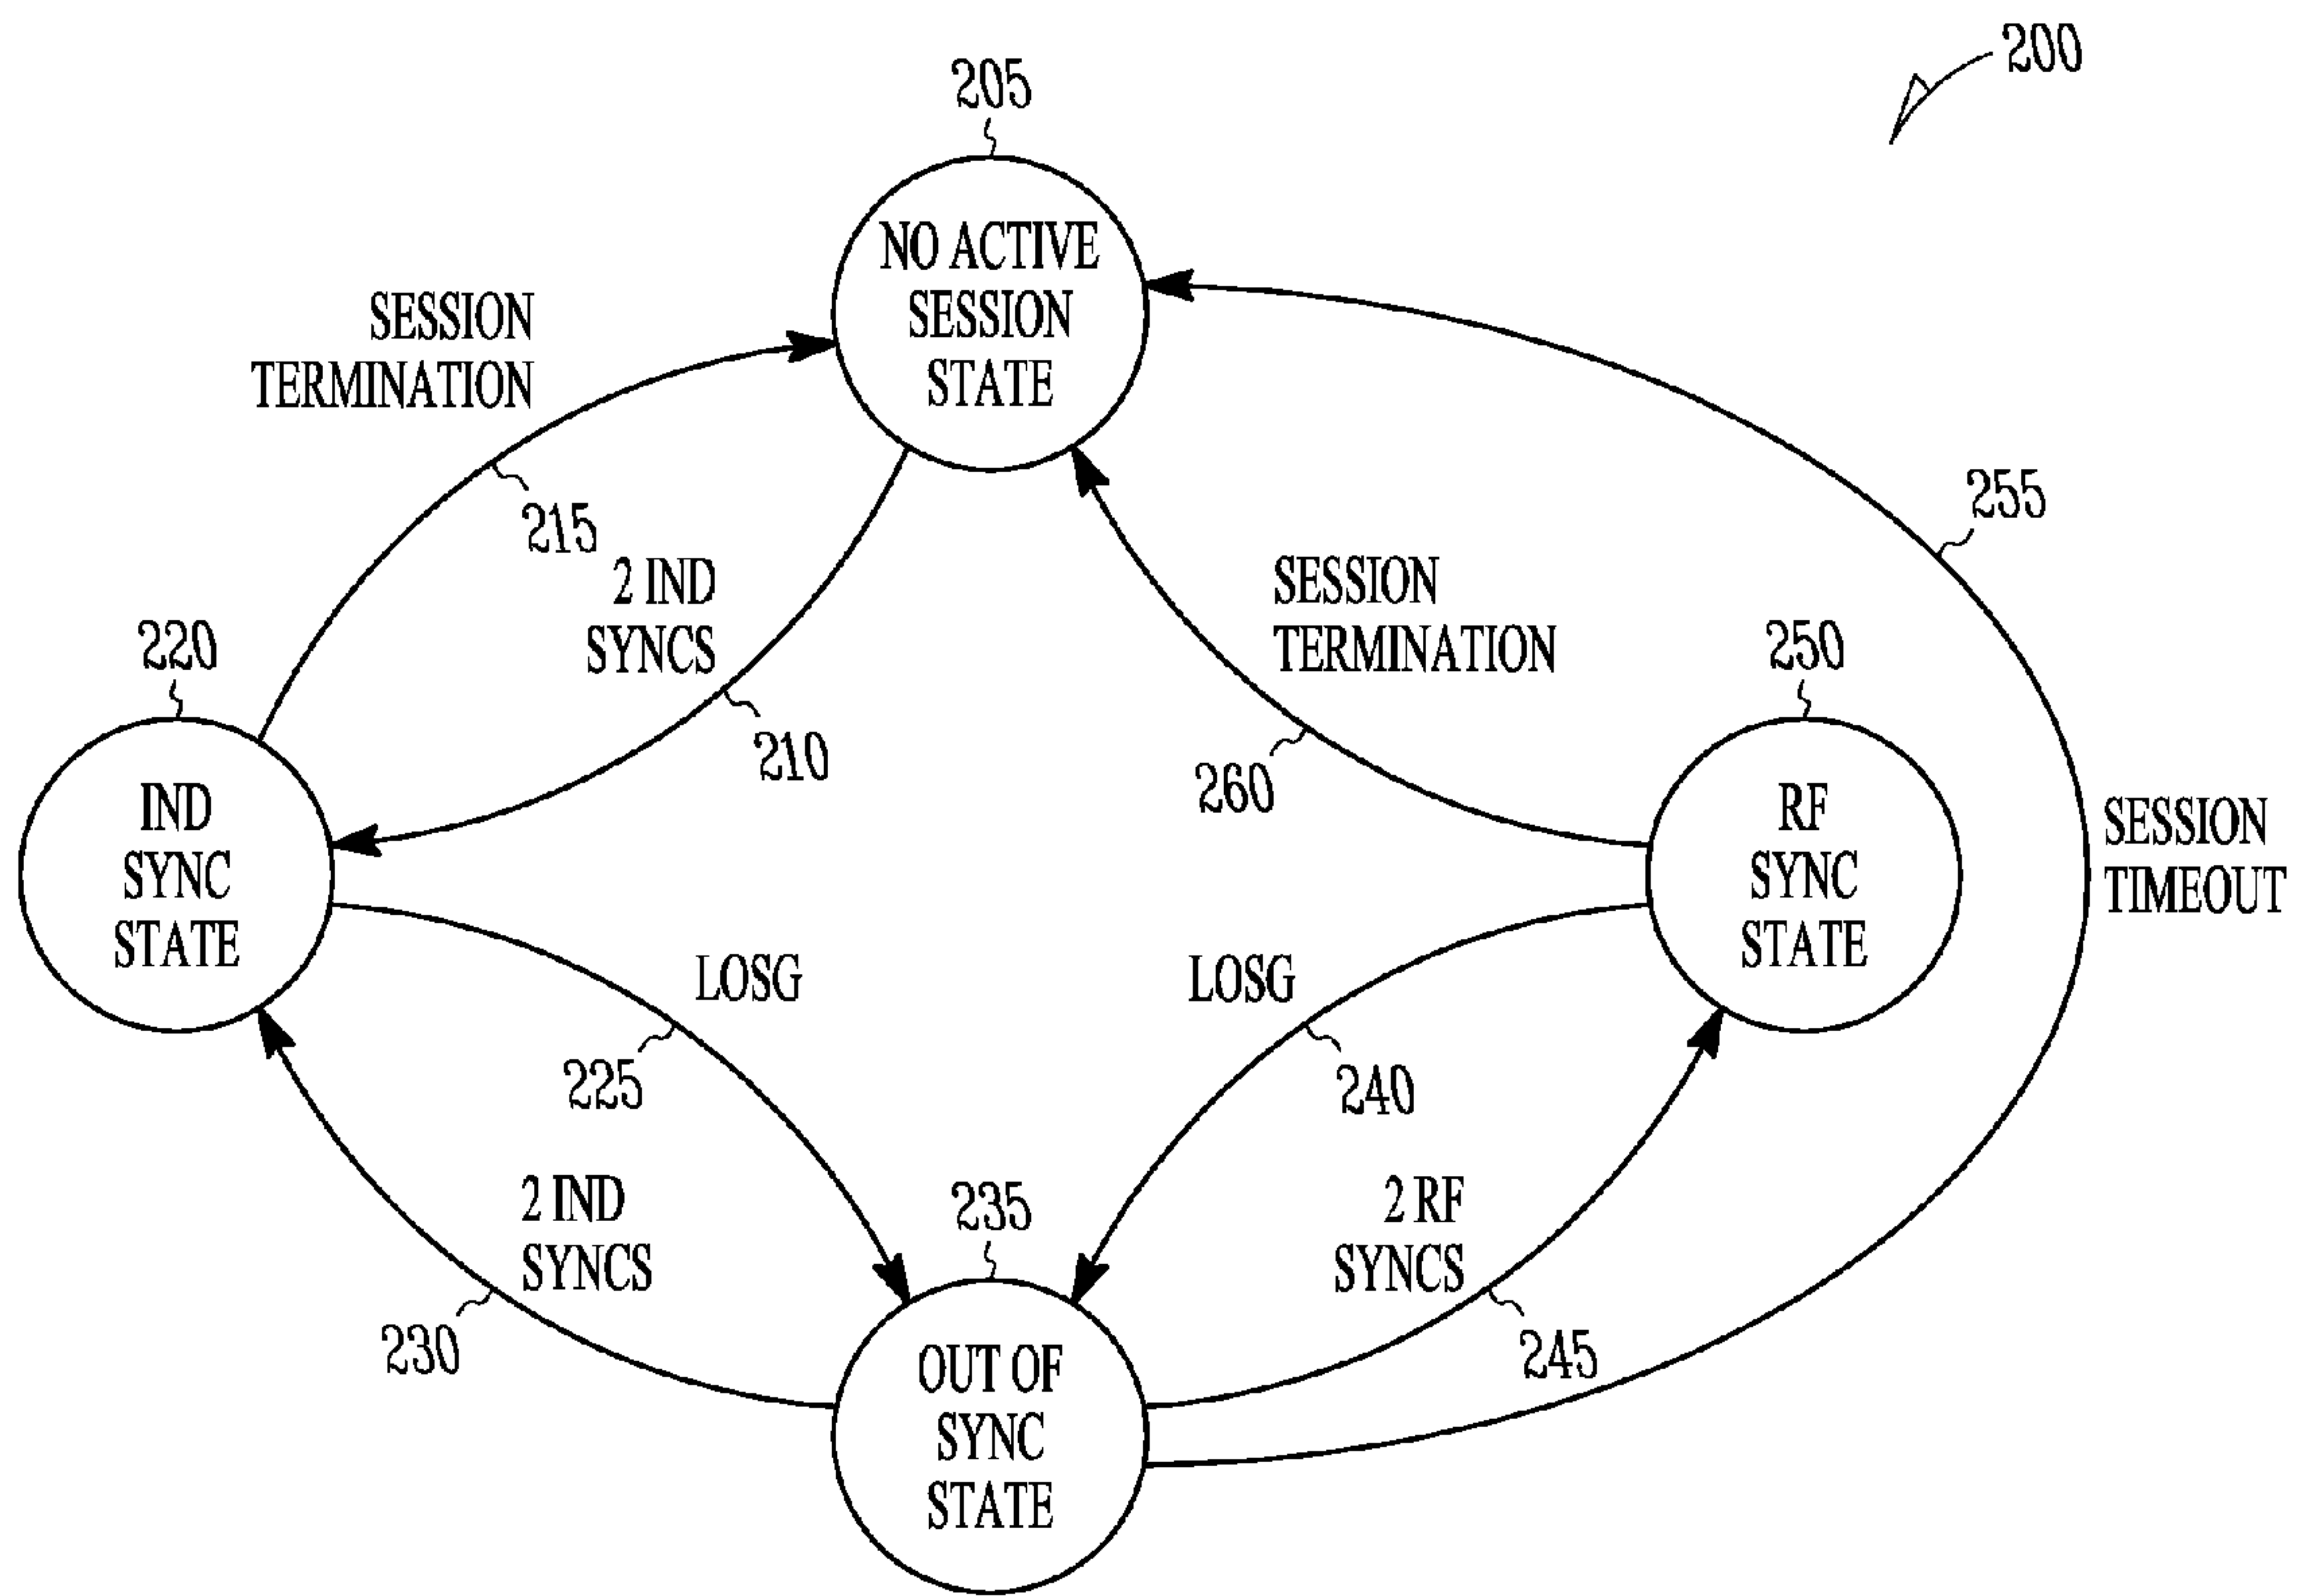 200
205
NO ACTIVE
SESSION
STATE
SESSION
TERMINATION
215
2 IND
SYNCS
210
255
SESSION
TERMINATION
260
220
IND
SYNC
STATE
250
RF
SYNC
STATE
SESSION
TIMEOUT
LOSG
225
LOSG
240
2 IND
SYNCS
230
235
OUT OF
SYNC
STATE
2 RF
SYNCS
245